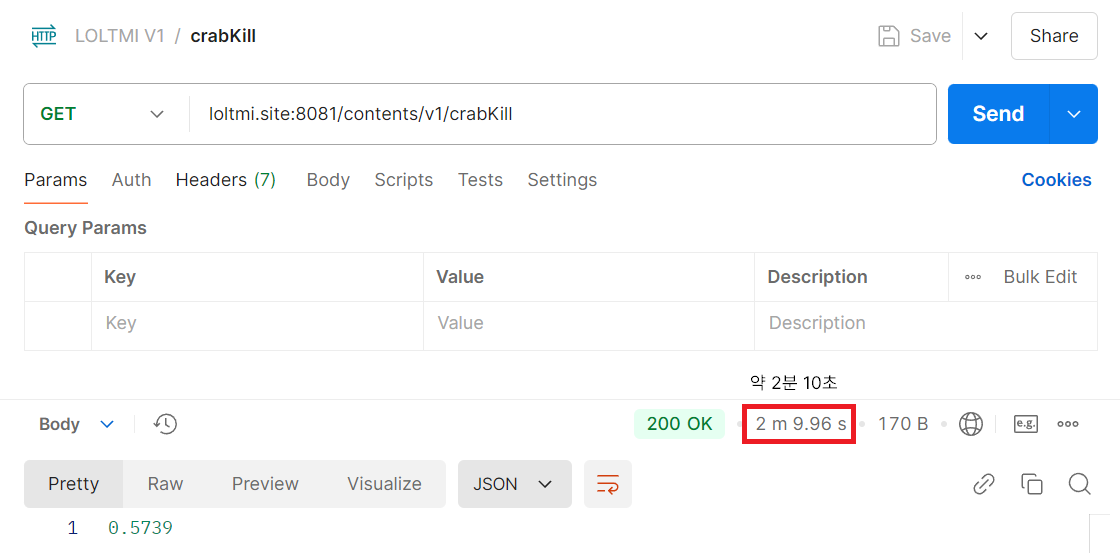 HTTP LOLTMI V1 / crabKill Save Share
GET loltmi.site:8081/contents/v1/crabKill Send
Params Auth Headers (7) Body Scripts Tests Settings Cookies
Query Params
Key Value Description Bulk Edit
Key Value Description
약 2분 10초
Body 200 OK 2 m 9.96 s 170 B e.g.
Pretty Raw Preview Visualize JSON
1 0.5739